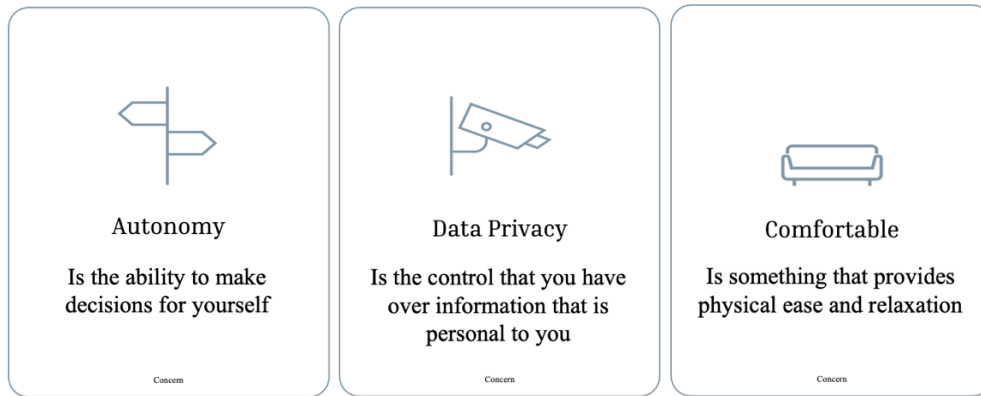 Autonomy
Is the ability to make
decisions for yourself
Concern
Data Privacy
Is the control that you have
over information that is
personal to you
Concern
Comfortable
Is something that provides
physical ease and relaxation
Concern